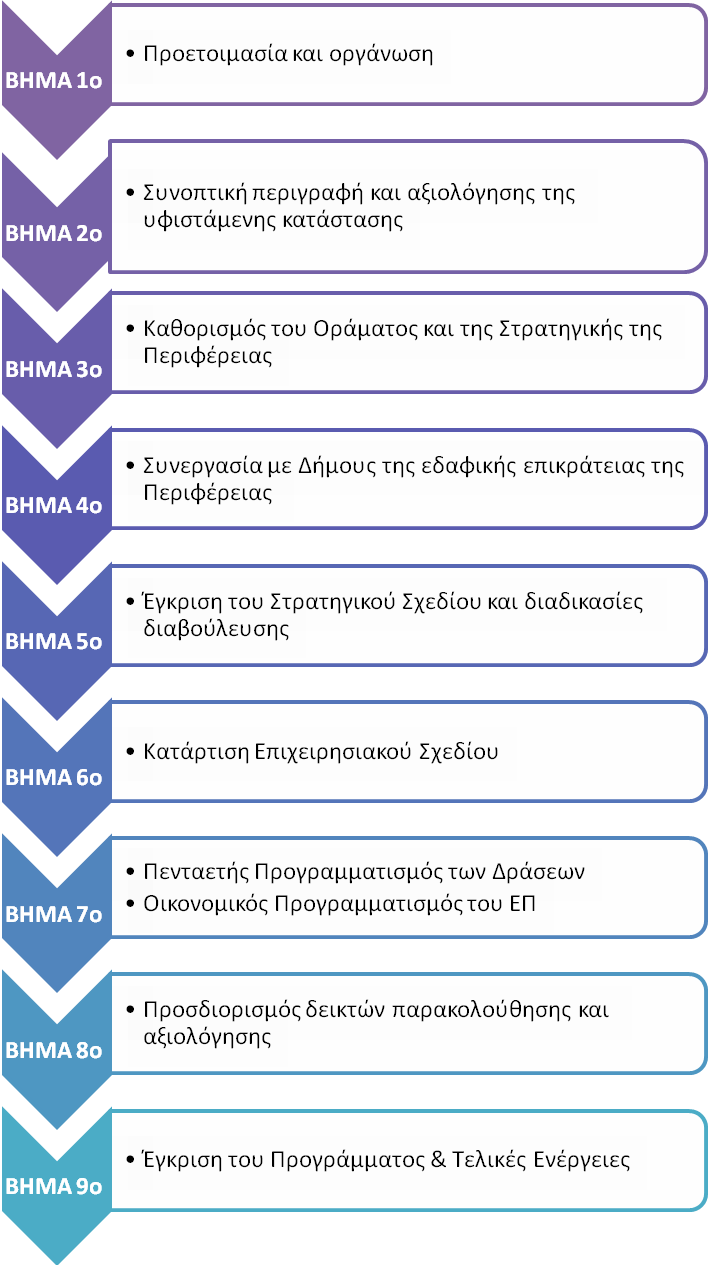 ΒΗΜΑ 1ο
• Προετοιμασία και οργάνωση
ΒΗΜΑ 2ο
• Συνοπτική περιγραφή και αξιολόγησης της
υφιστάμενης κατάστασης
ΒΗΜΑ 3ο
• Καθορισμός του Οράματος και της Στρατηγικής της
Περιφέρειας
ΒΗΜΑ 4ο
• Συνεργασία με Δήμους της εδαφικής επικράτειας της
Περιφέρειας
ΒΗΜΑ 5ο
• Έγκριση του Στρατηγικού Σχεδίου και διαδικασίες
διαβούλευσης
ΒΗΜΑ 6ο
• Κατάρτιση Επιχειρησιακού Σχεδίου
ΒΗΜΑ 7ο
• Πενταετής Προγραμματισμός των Δράσεων
• Οικονομικός Προγραμματισμός του ΕΠ
ΒΗΜΑ 8ο
• Προσδιορισμός δεικτών παρακολούθησης και
αξιολόγησης
ΒΗΜΑ 9ο
• Έγκριση του Προγράμματος & Τελικές Ενέργειες